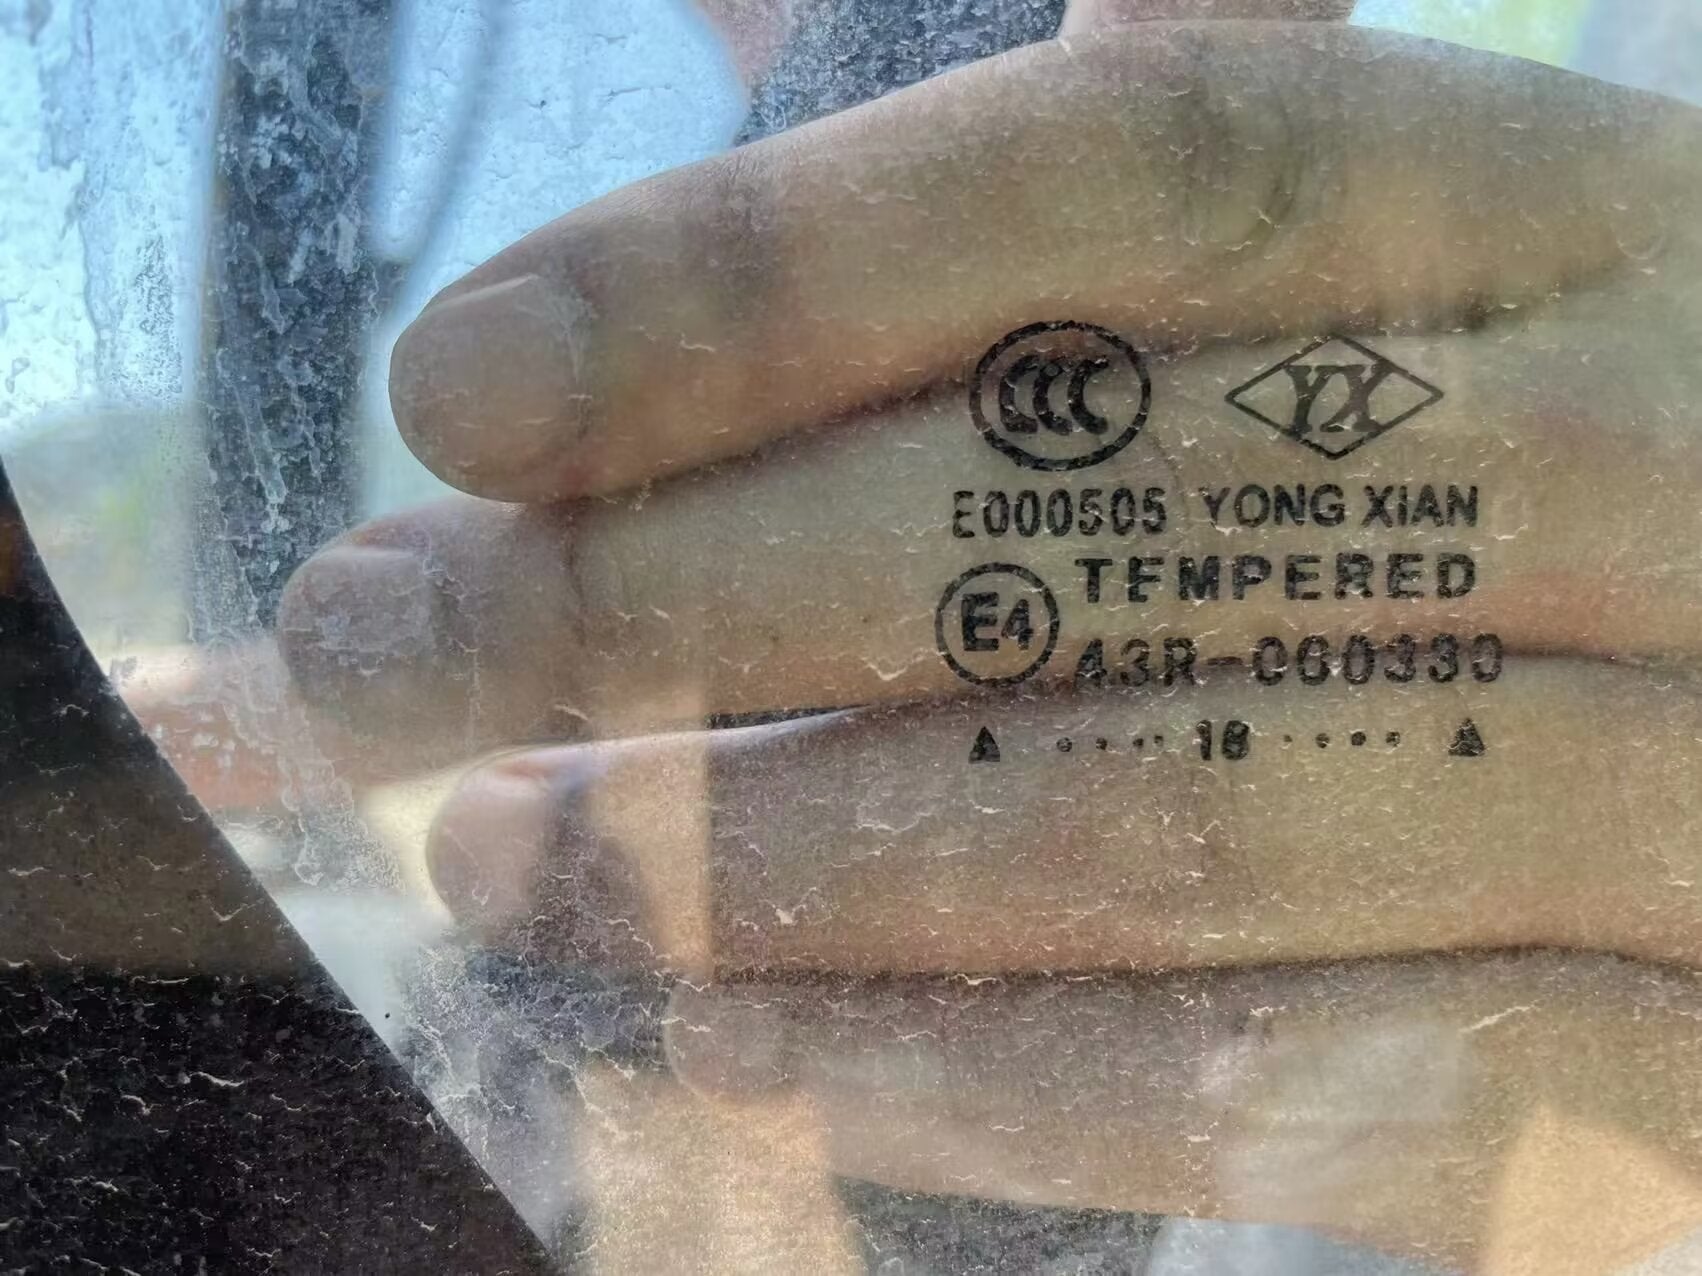 CCC YX
E000505 YONG XIAN
TEMPERED
E4
43R-000330
▲ ···· 18 ···· ▲